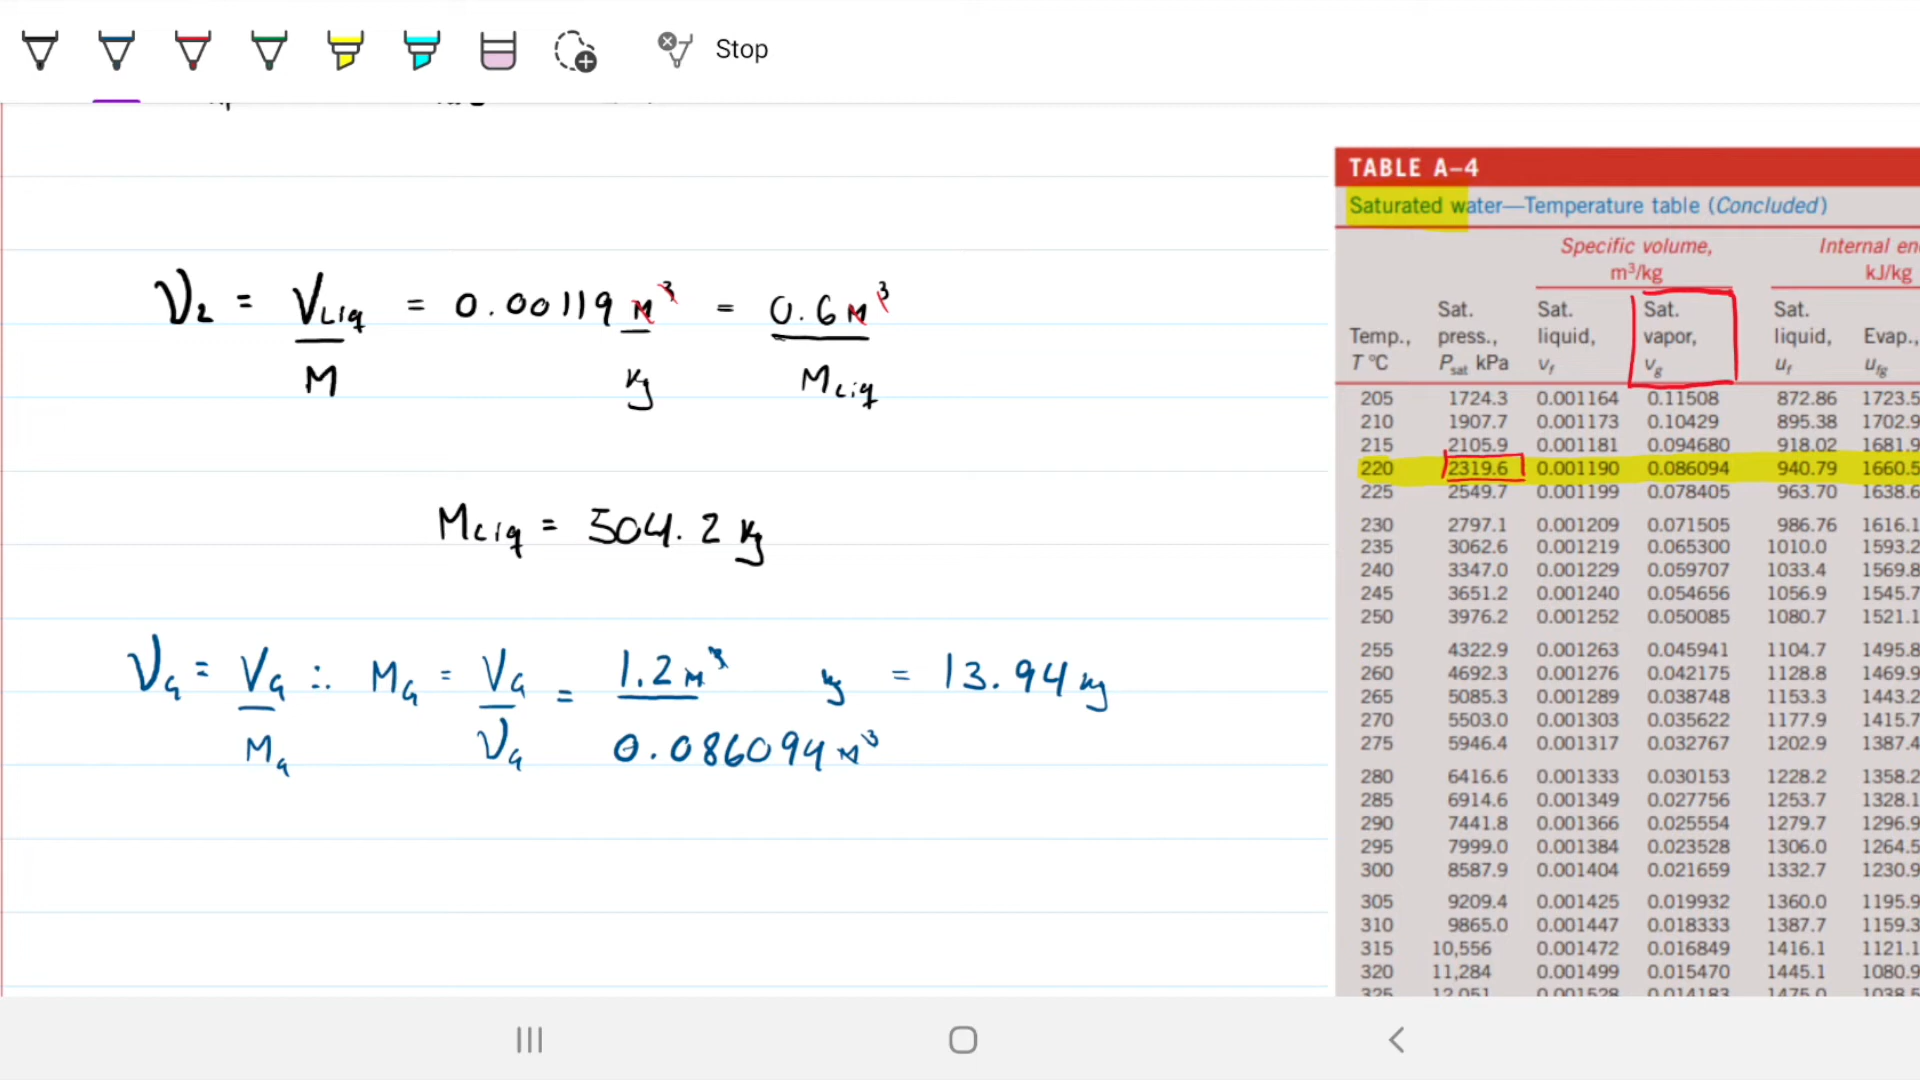 Stop
ν₂ = V_Liq / M = 0.00119 m³ / kg = 0.6 m³ / M_Liq
M_Liq = 504.2 kg
ν_g = V_g / M_g ∴ M_g = V_g / ν_g = 1.2 m³ / 0.086094 m³ kg = 13.94 kg
TABLE A–4
Saturated water—Temperature table (Concluded)
Specific volume, Internal en
m³/kg kJ/kg
Sat. Sat. Sat. Sat.
Temp., press., liquid, vapor, liquid, Evap.,
T °C P_sat kPa v_f v_g u_f u_fg
205 1724.3 0.001164 0.11508 872.86 1723.5
210 1907.7 0.001173 0.10429 895.38 1702.9
215 2105.9 0.001181 0.094680 918.02 1681.9
220 2319.6 0.001190 0.086094 940.79 1660.5
225 2549.7 0.001199 0.078405 963.70 1638.6
230 2797.1 0.001209 0.071505 986.76 1616.1
235 3062.6 0.001219 0.065300 1010.0 1593.2
240 3347.0 0.001229 0.059707 1033.4 1569.8
245 3651.2 0.001240 0.054656 1056.9 1545.7
250 3976.2 0.001252 0.050085 1080.7 1521.1
255 4322.9 0.001263 0.045941 1104.7 1495.8
260 4692.3 0.001276 0.042175 1128.8 1469.9
265 5085.3 0.001289 0.038748 1153.3 1443.2
270 5503.0 0.001303 0.035622 1177.9 1415.7
275 5946.4 0.001317 0.032767 1202.9 1387.4
280 6416.6 0.001333 0.030153 1228.2 1358.2
285 6914.6 0.001349 0.027756 1253.7 1328.1
290 7441.8 0.001366 0.025554 1279.7 1296.9
295 7999.0 0.001384 0.023528 1306.0 1264.5
300 8587.9 0.001404 0.021659 1332.7 1230.9
305 9209.4 0.001425 0.019932 1360.0 1195.9
310 9865.0 0.001447 0.018333 1387.7 1159.3
315 10,556 0.001472 0.016849 1416.1 1121.1
320 11,284 0.001499 0.015470 1445.1 1080.9
325 12,051 0.001528 0.014183 1475.0 1038.5